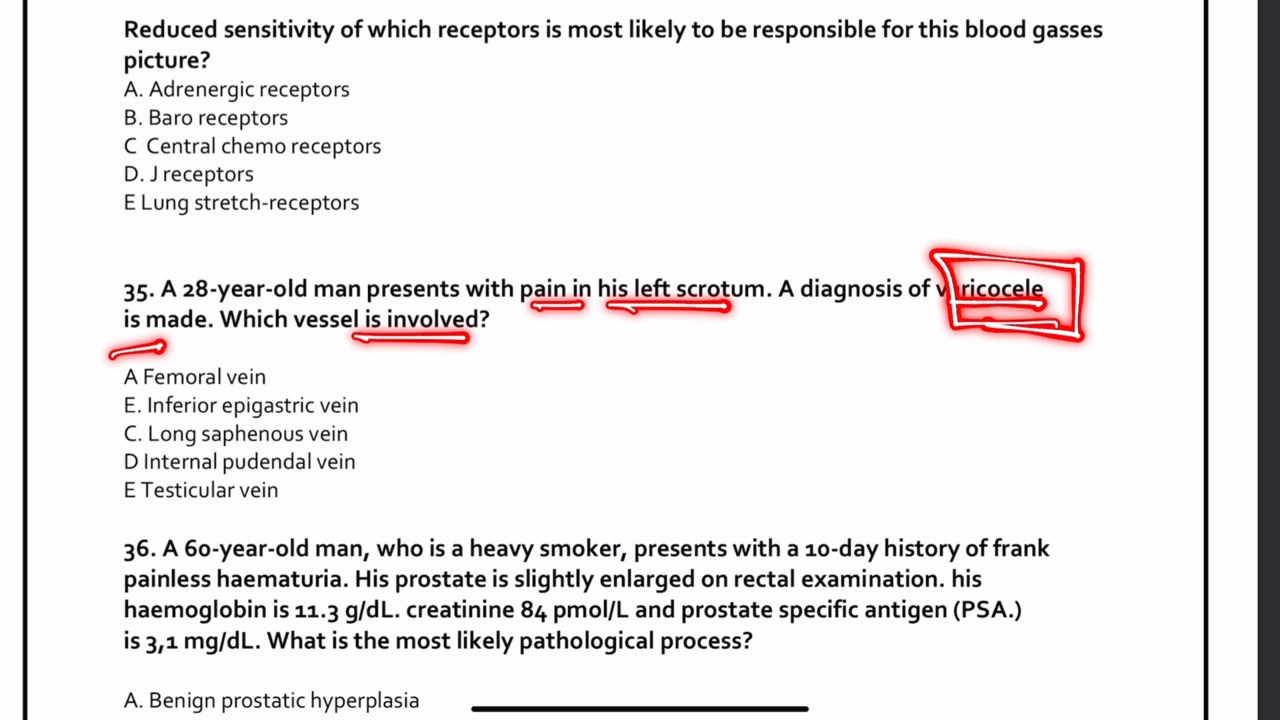 Reduced sensitivity of which receptors is most likely to be responsible for this blood gasses
picture?
A. Adrenergic receptors
B. Baro receptors
C Central chemo receptors
D. J receptors
E Lung stretch-receptors
35. A 28-year-old man presents with pain in his left scrotum. A diagnosis of varicocele
is made. Which vessel is involved?
A Femoral vein
E. Inferior epigastric vein
C. Long saphenous vein
D Internal pudendal vein
E Testicular vein
36. A 60-year-old man, who is a heavy smoker, presents with a 10-day history of frank
painless haematuria. His prostate is slightly enlarged on rectal examination. his
haemoglobin is 11.3 g/dL. creatinine 84 pmol/L and prostate specific antigen (PSA.)
is 3,1 mg/dL. What is the most likely pathological process?
A. Benign prostatic hyperplasia